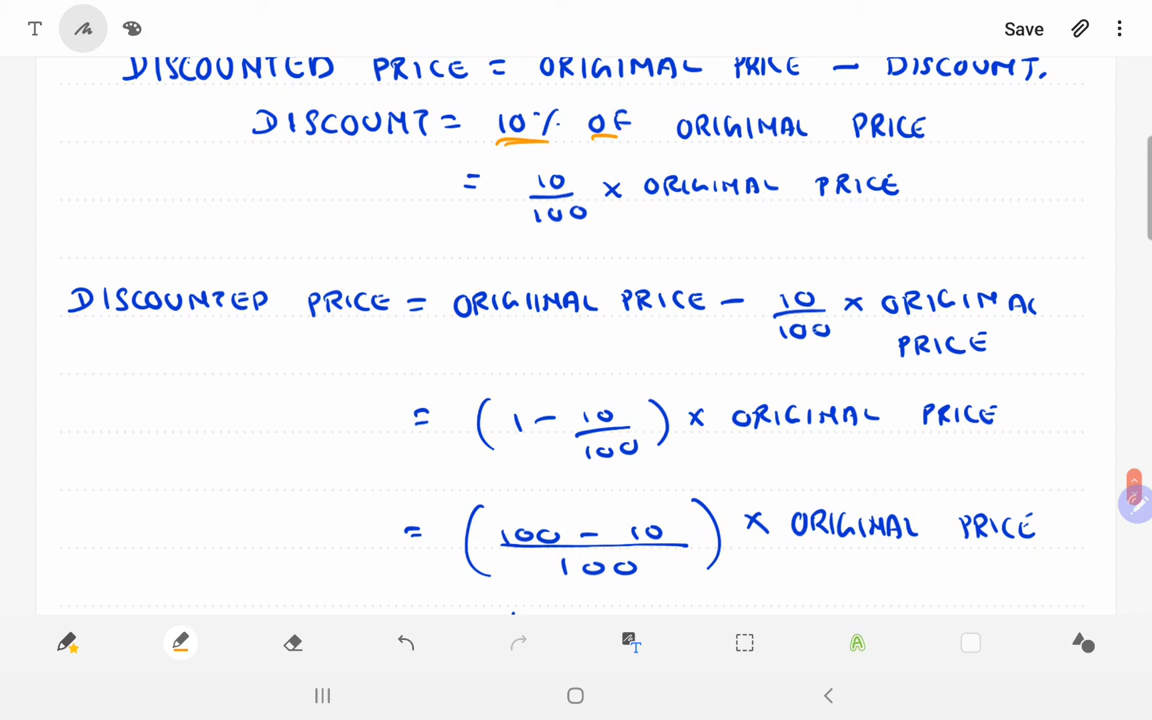 T Save
DISCOUNTED PRICE = ORIGINAL PRICE - DISCOUNT.
DISCOUNT = 10% OF ORIGINAL PRICE
= 10/100 × ORIGINAL PRICE
DISCOUNTED PRICE = ORIGIINAL PRICE - 10/100 × ORIGINAL
PRICE
= (1 - 10/100) × ORIGINAL PRICE
= (100 - 10/100) × ORIGINAL PRICE
T A